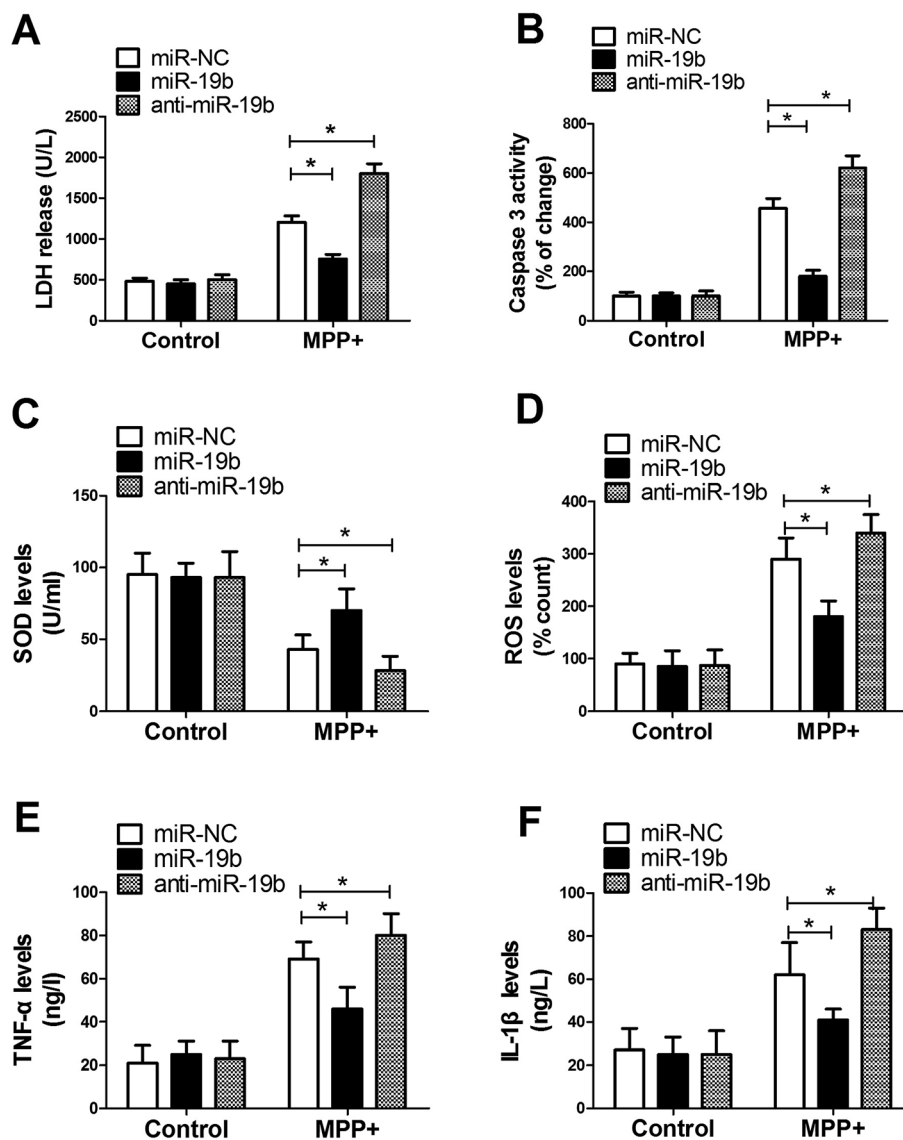 A
miR-NC
miR-19b
anti-miR-19b
LDH release (U/L)
2500
2000
1500
1000
500
0
*
*
Control
MPP+
B
miR-NC
miR-19b
anti-miR-19b
Caspase 3 activity
(% of change)
800
600
400
200
0
*
*
Control
MPP+
C
miR-NC
miR-19b
anti-miR-19b
SOD levels
(U/ml)
150
100
50
0
*
*
Control
MPP+
D
miR-NC
miR-19b
anti-miR-19b
ROS levels
(% count)
400
300
200
100
0
*
*
Control
MPP+
E
miR-NC
miR-19b
anti-miR-19b
TNF-α levels
(ng/l)
100
80
60
40
20
0
*
*
Control
MPP+
F
miR-NC
miR-19b
anti-miR-19b
IL-1β levels
(ng/L)
100
80
60
40
20
0
*
*
Control
MPP+